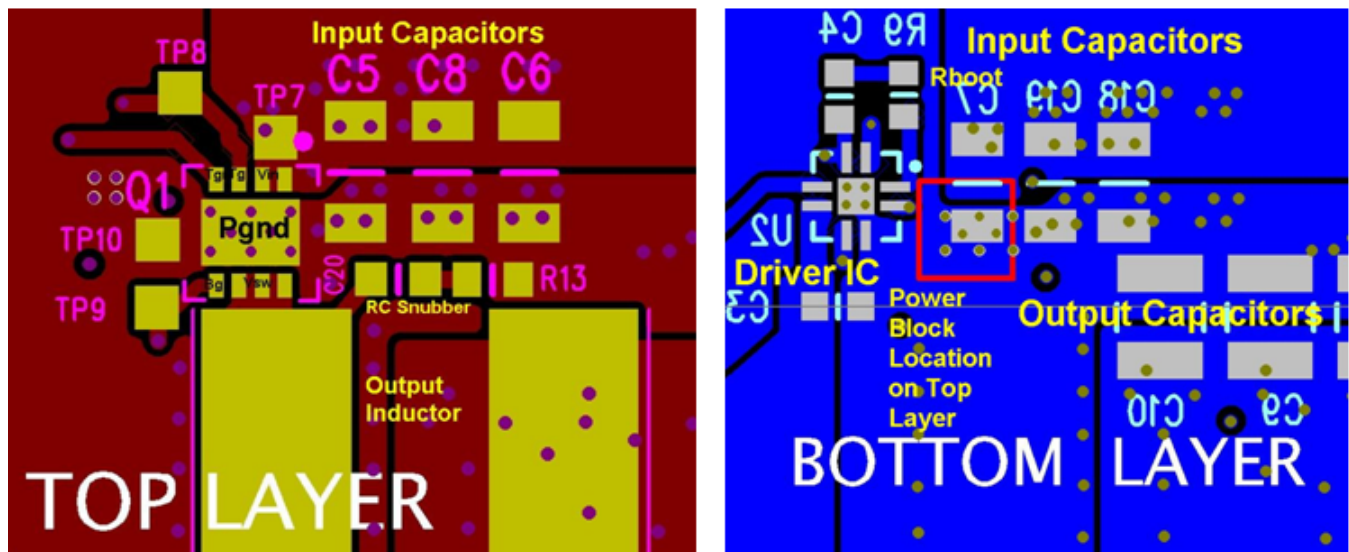 Input Capacitors
TP8
C5 C8 C6
TP7
Tgr Tg Vin
Q1
Pgnd
TP10
Bg Vsw
C20
R13
TP9
RC Snubber
Output
Inductor
TOP LAYER
C4 R9
Input Capacitors
Rboot
C7 C19 C18
U2
Driver IC
C3
Power
Block
Location
on Top
Layer
Output Capacitors
C10 C9
BOTTOM LAYER